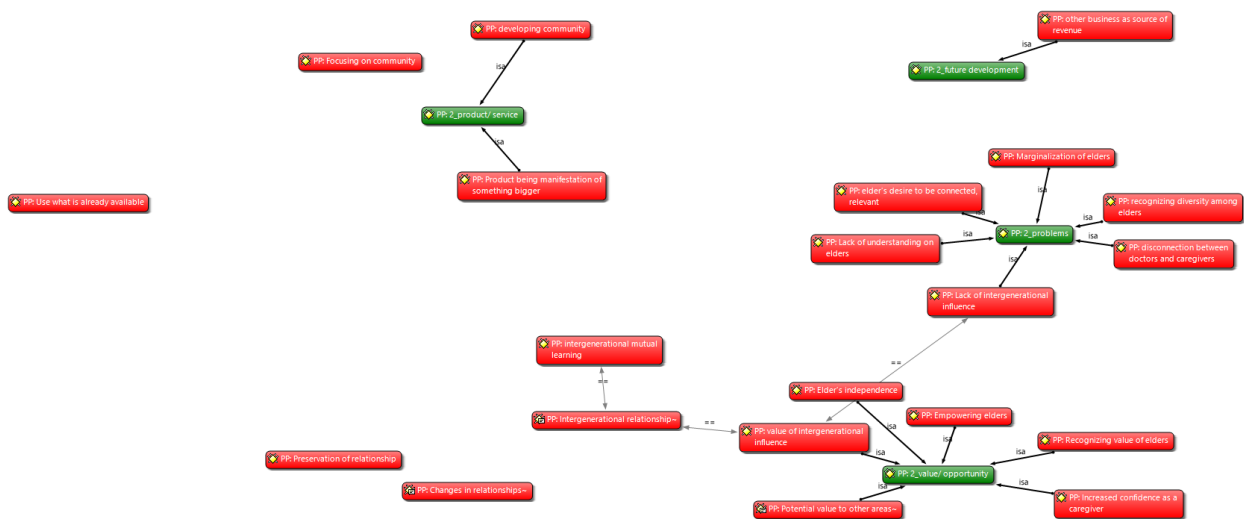 PP: other business as source of
revenue
PP: developing community
isa
PP: Focusing on community
isa
PP: 2_future development
PP: 2_product/ service
isa
PP: Marginalization of elders
PP: Product being manifestation of
something bigger
isa
PP: elder's desire to be connected,
relevant
PP: Use what is already available
PP: recognizing diversity among
elders
isa
isa
PP: 2_problems
PP: Lack of understanding on
elders
isa
isa
PP: disconnection between
doctors and caregivers
isa
PP: Lack of intergenerational
influence
PP: intergenerational mutual
learning
==
==
PP: Elder's independence
PP: Intergenerational relationship~
==
PP: Empowering elders
PP: value of intergenerational
influence
isa
isa
PP: Recognizing value of elders
isa
isa
PP: Preservation of relationship
PP: 2_value/ opportunity
PP: Changes in relationships~
isa
isa
PP: Increased confidence as a
caregiver
PP: Potential value to other areas~